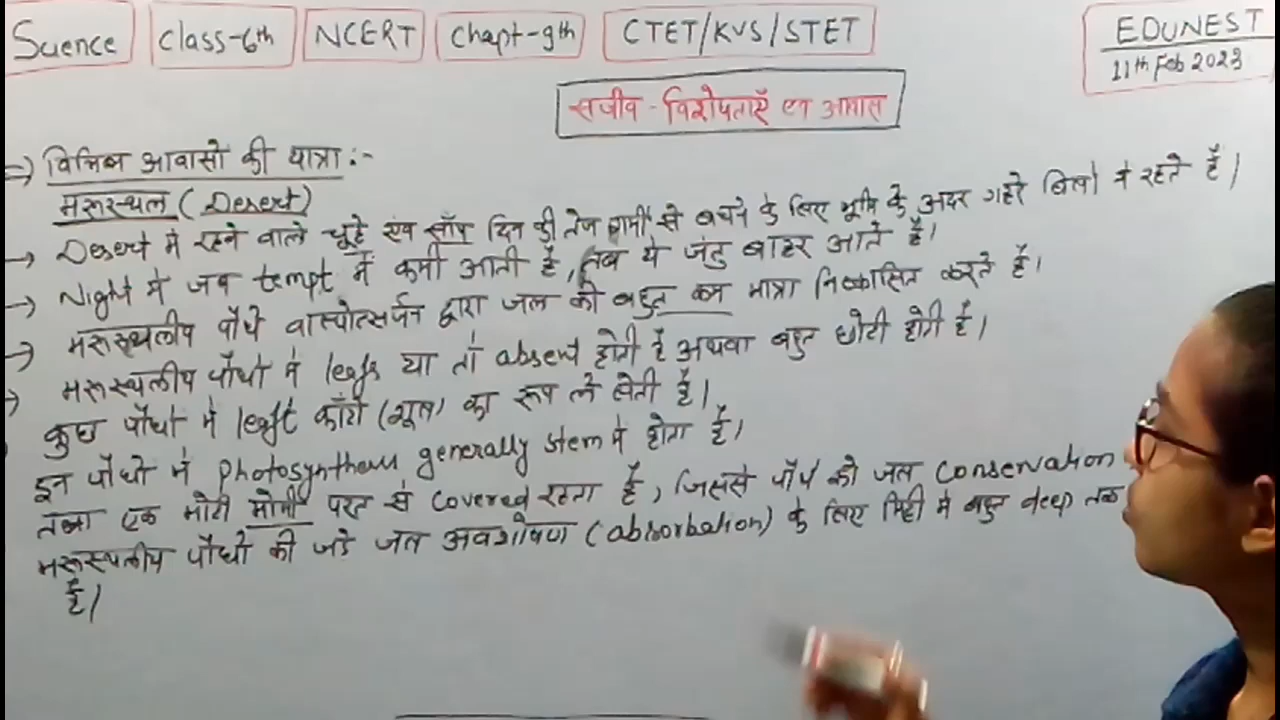 Science Class-6th NCERT Chapt-9th CTET/KVS/STET EDUNEST
11th Feb 2023
सजीव - विशेषताएँ एवं आवास
=> विभिन्न आवासों की यात्रा :-
मरुस्थल (Desert)
→ Desert में रहने वाले चूहे एंव साँप दिन की तेज गर्मी से बचने के लिए भूमि के अंदर गहरे बिलों में रहते हैं।
→ Night में जब tempt में कमी आती है, तब ये जंतु बाहर आते हैं।
→ मरुस्थलीय पौधे वाष्पोत्सर्जन द्वारा जल की बहुत कम मात्रा निष्कासित करते हैं।
→ मरुस्थलीय पौधों में leafs या तो absent होती हैं अथवा बहुत छोटी होती हैं।
कुछ पौधों में leaft काँटों (शूल) का रूप ले लेती हैं।
इन पौधों में photosynthesis generally stem में होता है।
तना एक मोटी मोमी परत से covered रहता है, जिससे पौधे को जल conservation
मरुस्थलीय पौधों की जड़े जल अवशोषण (absorbation) के लिए मिट्टी में बहुत deep तक
हैं।